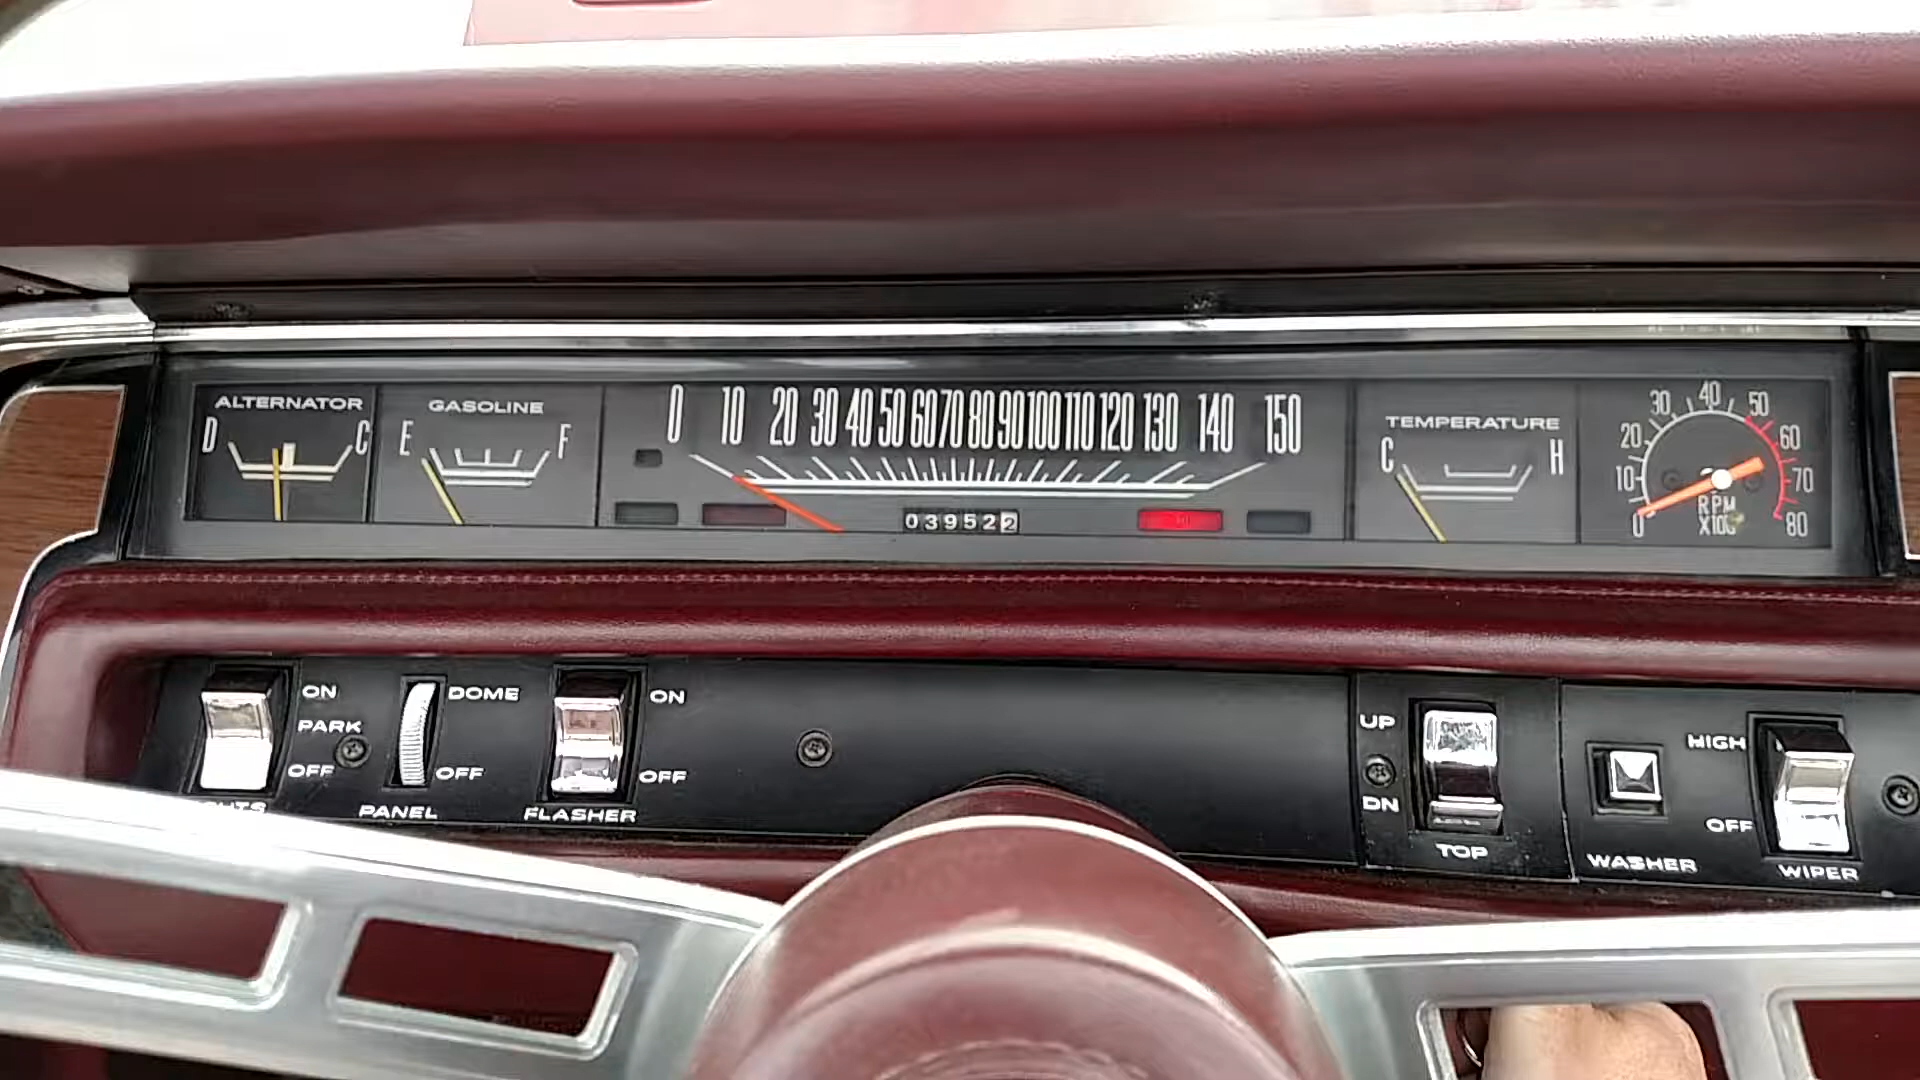 ALTERNATOR
D C
GASOLINE
E F
0 10 20 30 40 50 60 70 80 90 100 110 120 130 140 150
039522
TEMPERATURE
C H
0 10 20 30 40 50 60 70 80
RPM
ON
PARK
OFF
DOME
OFF
PANEL
ON
OFF
FLASHER
UP
DN
TOP
WASHER
HIGH
OFF
WIPER